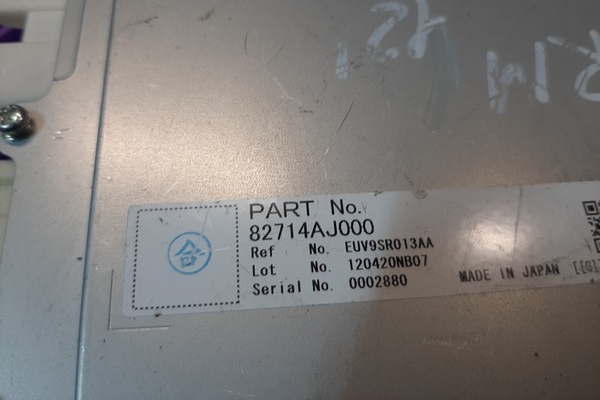 PART No.
82714AJ000
Ref No. EUV9SR013AA
Lot No. 120420NB07
Serial No. 0002880
MADE IN JAPAN [[G]
合